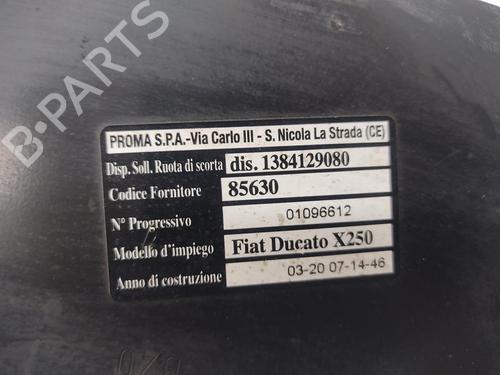 PROMA S.P.A.-Via Carlo III - S. Nicola La Strada (CE)
Disp. Soll. Ruota di scorta dis. 1384129080
Codice Fornitore 85630
N° Progressivo 01096612
Modello d'impiego Fiat Ducato X250
Anno di costruzione 03-20 07-14-46
B-PARTS